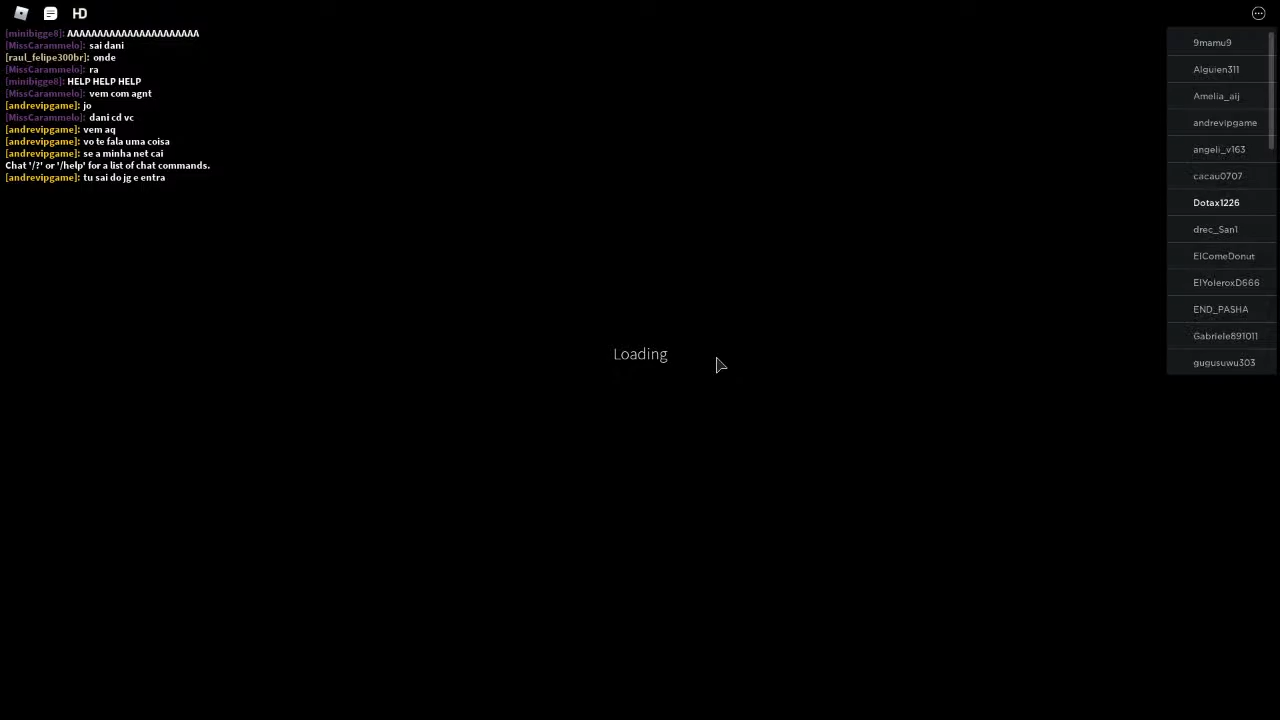 HD
[minibigge8]: AAAAAAAAAAAAAAAAAAAAAA
[MissCarammelo]: sai dani
[raul_felipe300br]: onde
[MissCarammelo]: ra
[minibigge8]: HELP HELP HELP
[MissCarammelo]: vem com agnt
[andrevipgame]: jo
[MissCarammelo]: dani cd vc
[andrevipgame]: vem aq
[andrevipgame]: vo te fala uma coisa
[andrevipgame]: se a minha net cai
Chat '/?' or '/help' for a list of chat commands.
[andrevipgame]: tu sai do jg e entra
Loading
9mamu9
Alguien311
Amelia_aij
andrevipgame
angeli_v163
cacau0707
Dotax1226
drec_San1
ElComeDonut
ElYoleroxD666
END_PASHA
Gabriele891011
gugusuwu303